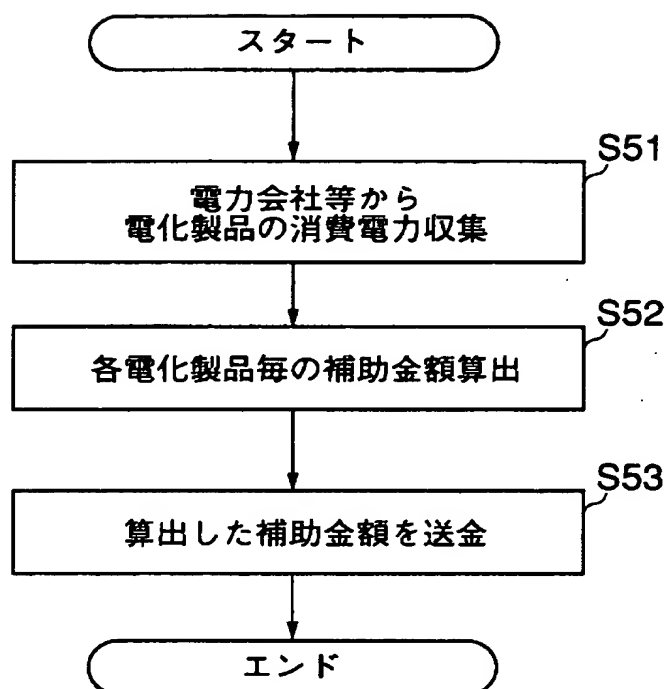 スタート
S51
電力会社等から
電化製品の消費電力収集
S52
各電化製品毎の補助金額算出
S53
算出した補助金額を送金
エンド